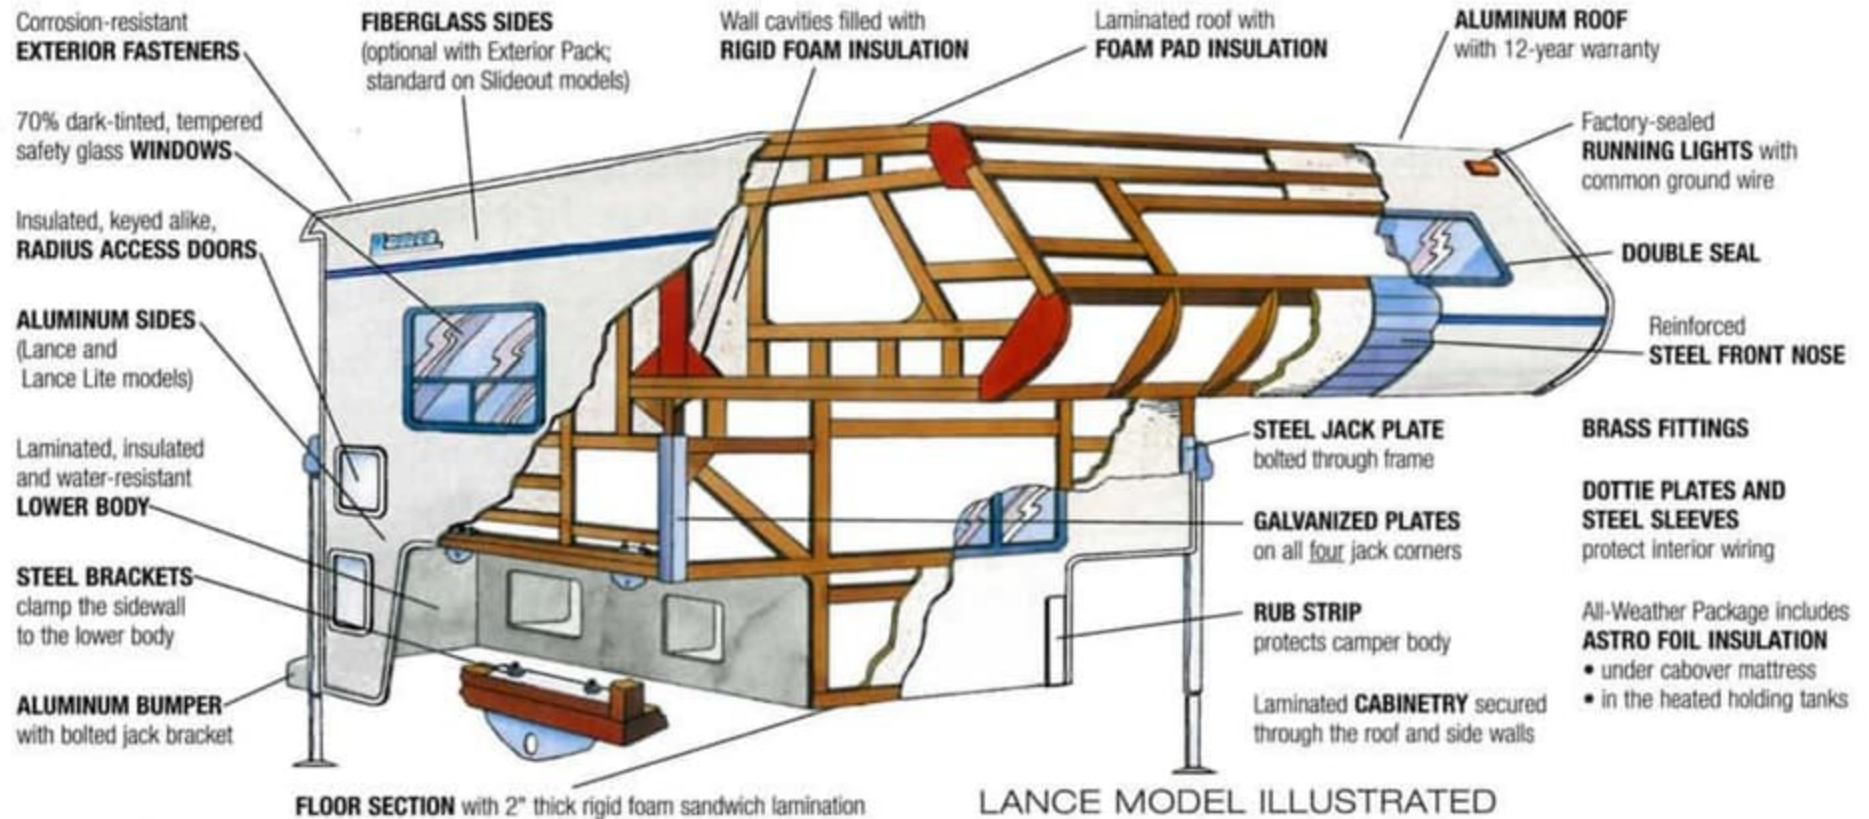 Corrosion-resistant
EXTERIOR FASTENERS
70% dark-tinted, tempered
safety glass WINDOWS
Insulated, keyed alike,
RADIUS ACCESS DOORS
ALUMINUM SIDES
(Lance and
Lance Lite models)
Laminated, insulated
and water-resistant
LOWER BODY
STEEL BRACKETS
clamp the sidewall
to the lower body
ALUMINUM BUMPER
with bolted jack bracket
FIBERGLASS SIDES
(optional with Exterior Pack;
standard on Slideout models)
Wall cavities filled with
RIGID FOAM INSULATION
Laminated roof with
FOAM PAD INSULATION
ALUMINUM ROOF
wiith 12-year warranty
Factory-sealed
RUNNING LIGHTS with
common ground wire
DOUBLE SEAL
Reinforced
STEEL FRONT NOSE
STEEL JACK PLATE
bolted through frame
GALVANIZED PLATES
on all four jack corners
RUB STRIP
protects camper body
Laminated CABINETRY secured
through the roof and side walls
BRASS FITTINGS
DOTTIE PLATES AND
STEEL SLEEVES
protect interior wiring
All-Weather Package includes
ASTRO FOIL INSULATION
• under cabover mattress
• in the heated holding tanks
FLOOR SECTION with 2" thick rigid foam sandwich lamination
LANCE MODEL ILLUSTRATED